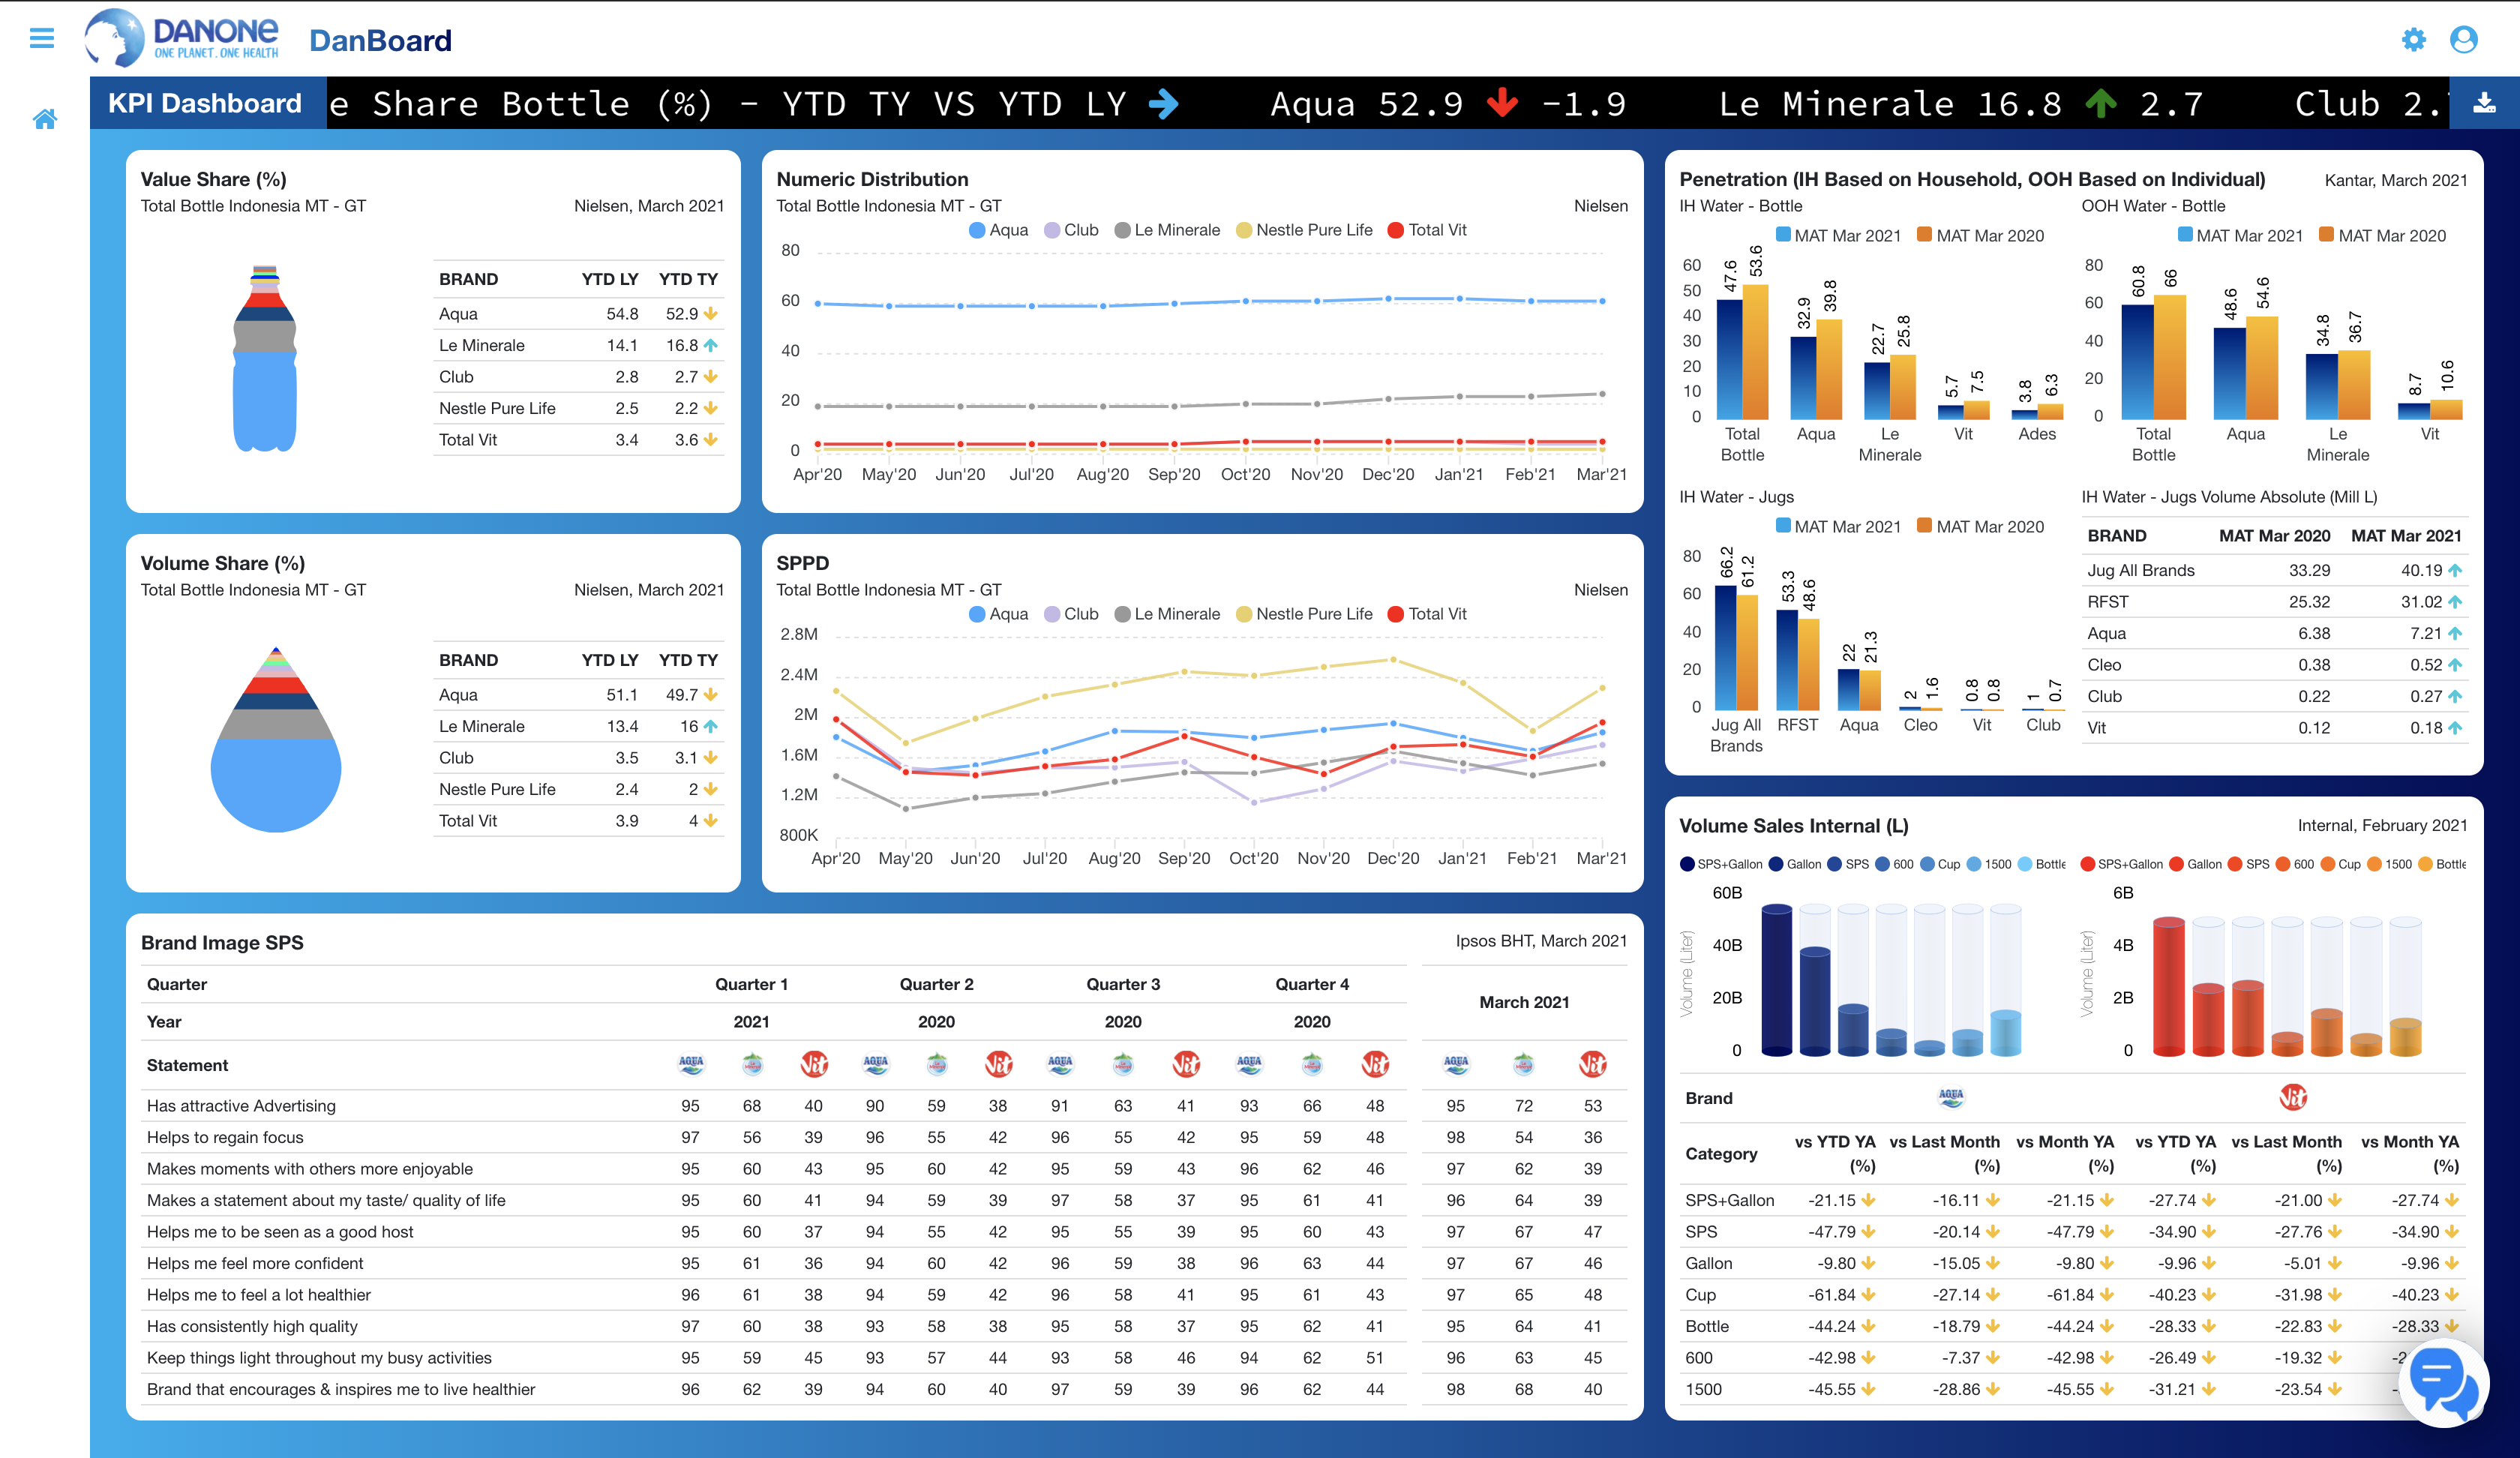 DANONE
ONE PLANET. ONE HEALTH
DanBoard
KPI Dashboard
e Share Bottle (%) - YTD TY VS YTD LY Aqua 52.9 -1.9 Le Minerale 16.8 2.7 Club 2.
Value Share (%)
Total Bottle Indonesia MT - GT Nielsen, March 2021
BRAND YTD LY YTD TY
Aqua 54.8 52.9
Le Minerale 14.1 16.8
Club 2.8 2.7
Nestle Pure Life 2.5 2.2
Total Vit 3.4 3.6
Numeric Distribution
Total Bottle Indonesia MT - GT Nielsen
Aqua Club Le Minerale Nestle Pure Life Total Vit
80
60
40
20
0
Apr'20 May'20 Jun'20 Jul'20 Aug'20 Sep'20 Oct'20 Nov'20 Dec'20 Jan'21 Feb'21 Mar'21
Volume Share (%)
Total Bottle Indonesia MT - GT Nielsen, March 2021
BRAND YTD LY YTD TY
Aqua 51.1 49.7
Le Minerale 13.4 16
Club 3.5 3.1
Nestle Pure Life 2.4 2
Total Vit 3.9 4
SPPD
Total Bottle Indonesia MT - GT Nielsen
Aqua Club Le Minerale Nestle Pure Life Total Vit
2.8M
2.4M
2M
1.6M
1.2M
800K
Apr'20 May'20 Jun'20 Jul'20 Aug'20 Sep'20 Oct'20 Nov'20 Dec'20 Jan'21 Feb'21 Mar'21
Penetration (IH Based on Household, OOH Based on Individual) Kantar, March 2021
IH Water - Bottle
MAT Mar 2021 MAT Mar 2020
60
50
40
30
20
10
0
47.6 53.6 32.9 39.8 22.7 25.8 5.7 7.5 3.8 6.3
Total Bottle Aqua Le Minerale Vit Ades
OOH Water - Bottle
MAT Mar 2021 MAT Mar 2020
80
60
40
20
0
60.8 66 48.6 54.6 34.8 36.7 8.7 10.6
Total Bottle Aqua Le Minerale Vit
IH Water - Jugs
MAT Mar 2021 MAT Mar 2020
80
60
40
20
0
66.2 61.2 53.3 48.6 22 21.3 2 1.6 0.8 0.8 1 0.7
Jug All Brands RFST Aqua Cleo Vit Club
IH Water - Jugs Volume Absolute (Mill L)
BRAND MAT Mar 2020 MAT Mar 2021
Jug All Brands 33.29 40.19
RFST 25.32 31.02
Aqua 6.38 7.21
Cleo 0.38 0.52
Club 0.22 0.27
Vit 0.12 0.18
Brand Image SPS Ipsos BHT, March 2021
Quarter Quarter 1 Quarter 2 Quarter 3 Quarter 4 March 2021
Year 2021 2020 2020 2020
Statement AQUA Vit AQUA Vit AQUA Vit AQUA Vit AQUA Vit
Has attractive Advertising 95 68 40 90 59 38 91 63 41 93 66 48 95 72 53
Helps to regain focus 97 56 39 96 55 42 96 55 42 95 59 48 98 54 36
Makes moments with others more enjoyable 95 60 43 95 60 42 95 59 43 96 62 46 97 62 39
Makes a statement about my taste/ quality of life 95 60 41 94 59 39 97 58 37 95 61 41 96 64 39
Helps me to be seen as a good host 95 60 37 94 55 42 95 55 39 95 60 43 97 67 47
Helps me feel more confident 95 61 36 94 60 42 96 59 38 96 63 44 97 67 46
Helps me to feel a lot healthier 96 61 38 94 59 42 96 58 41 95 61 43 97 65 48
Has consistently high quality 97 60 38 93 58 38 95 58 37 95 62 41 95 64 41
Keep things light throughout my busy activities 95 59 45 93 57 44 93 58 46 94 62 51 96 63 45
Brand that encourages & inspires me to live healthier 96 62 39 94 60 40 97 59 39 96 62 44 98 68 40
Volume Sales Internal (L) Internal, February 2021
SPS+Gallon Gallon SPS 600 Cup 1500 Bottle
Volume (Liter)
60B
40B
20B
0
SPS+Gallon Gallon SPS 600 Cup 1500 Bottle
Volume (Liter)
6B
4B
2B
0
Brand AQUA Vit
Category vs YTD YA (%) vs Last Month (%) vs Month YA (%) vs YTD YA (%) vs Last Month (%) vs Month YA (%)
SPS+Gallon -21.15 -16.11 -21.15 -27.74 -21.00 -27.74
SPS -47.79 -20.14 -47.79 -34.90 -27.76 -34.90
Gallon -9.80 -15.05 -9.80 -9.96 -5.01 -9.96
Cup -61.84 -27.14 -61.84 -40.23 -31.98 -40.23
Bottle -44.24 -18.79 -44.24 -28.33 -22.83 -28.33
600 -42.98 -7.37 -42.98 -26.49 -19.32
1500 -45.55 -28.86 -45.55 -31.21 -23.54